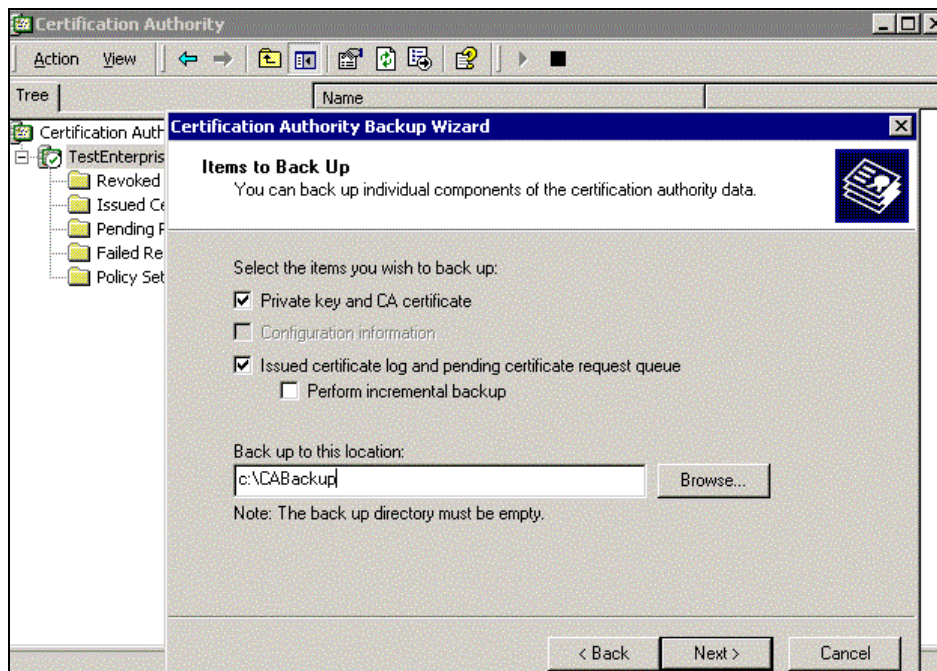 Certification Authority
Action View
Tree
Name
Certification Auth
TestEnterpris
Revoked
Issued Ce
Pending R
Failed Re
Policy Set
Certification Authority Backup Wizard
Items to Back Up
You can back up individual components of the certification authority data.
Select the items you wish to back up:
Private key and CA certificate
Configuration information
Issued certificate log and pending certificate request queue
Perform incremental backup
Back up to this location:
c:\CABackup
Browse...
Note: The back up directory must be empty.
< Back
Next >
Cancel